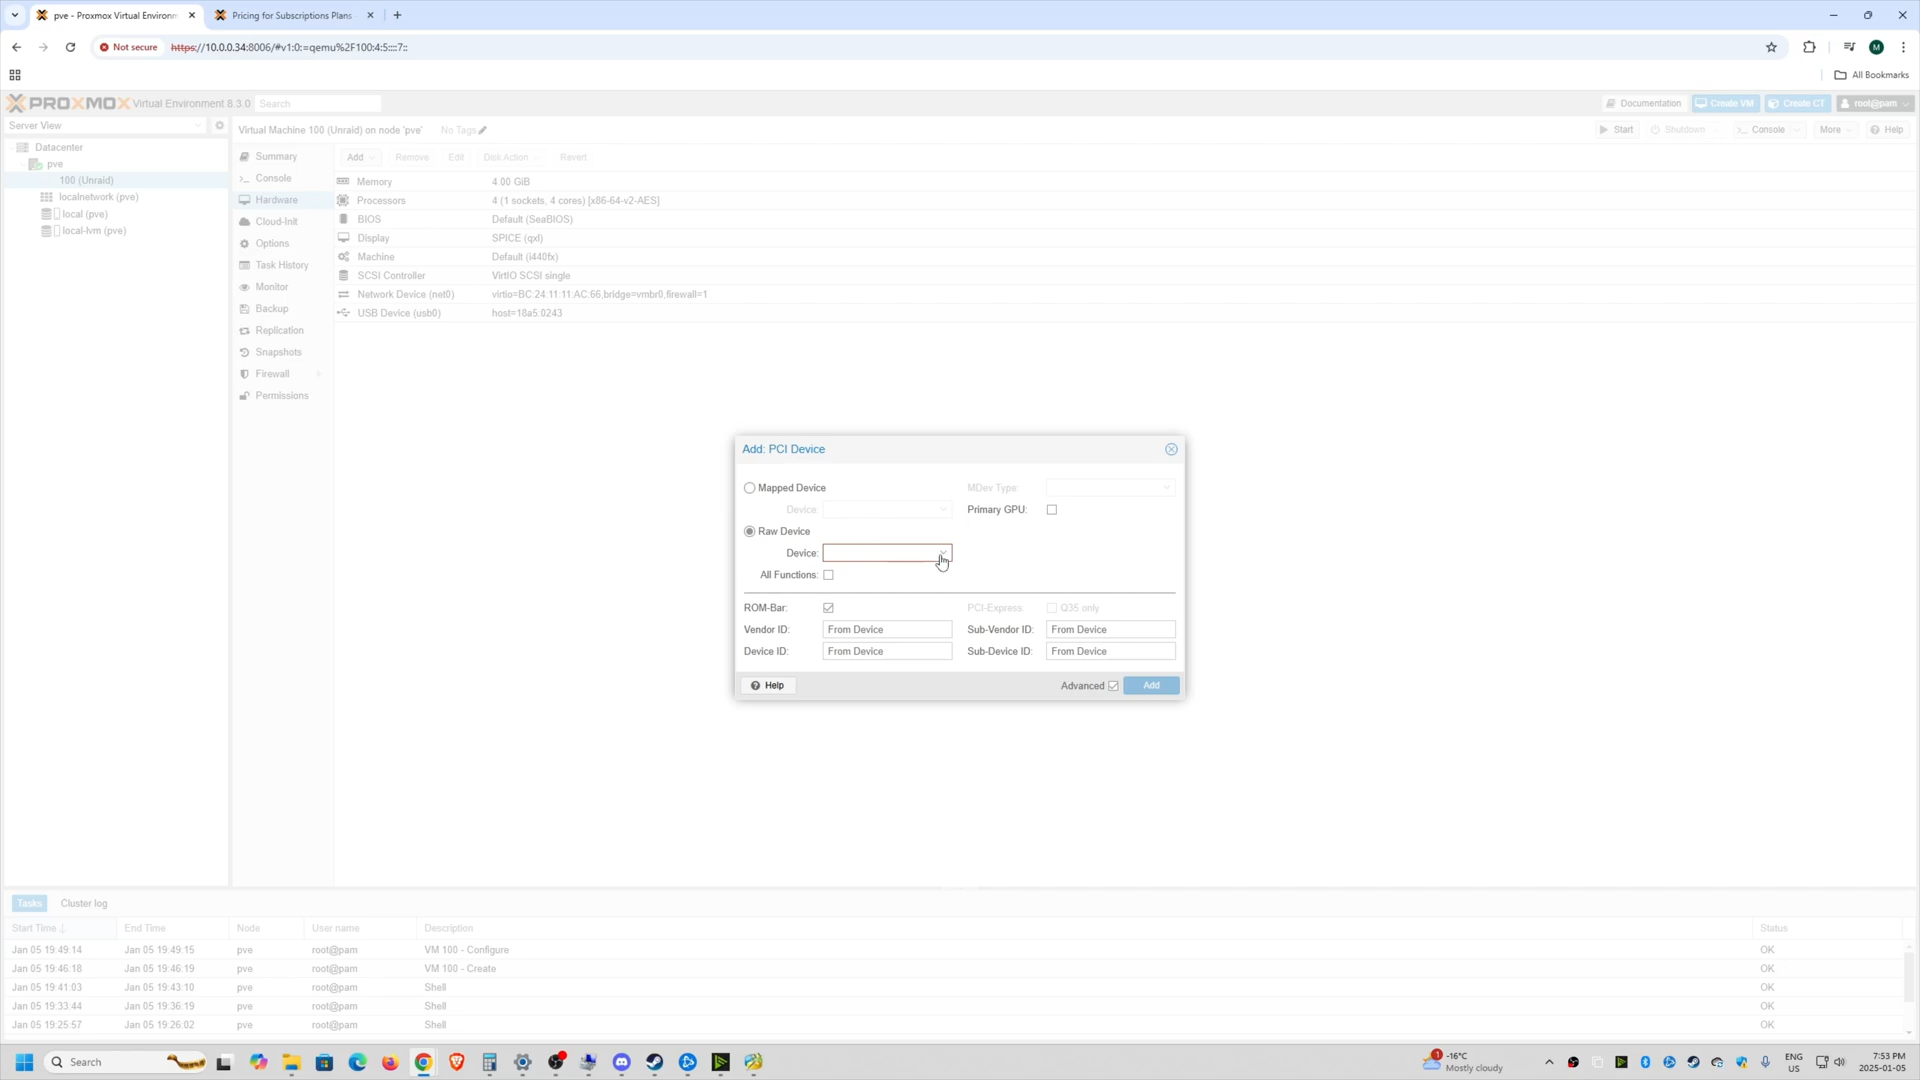 pve - Proxmox Virtual Environm
Pricing for Subscriptions Plans
Not secure
https://10.0.0.34:8006/#v1:0:=qemu%2F100:4:5::::7::
M
All Bookmarks
PROXMOX Virtual Environment 8.3.0
Search
Documentation
Create VM
Create CT
root@pam
Server View
Virtual Machine 100 (Unraid) on node 'pve'
No Tags
Start
Shutdown
Console
More
Help
Datacenter
pve
100 (Unraid)
localnetwork (pve)
local (pve)
local-lvm (pve)
Summary
Console
Hardware
Cloud-Init
Options
Task History
Monitor
Backup
Replication
Snapshots
Firewall
Permissions
Add
Remove
Edit
Disk Action
Revert
Memory 4.00 GiB
Processors 4 (1 sockets, 4 cores) [x86-64-v2-AES]
BIOS Default (SeaBIOS)
Display SPICE (qxl)
Machine Default (i440fx)
SCSI Controller VirtIO SCSI single
Network Device (net0) virtio=BC:24:11:11:AC:66,bridge=vmbr0,firewall=1
USB Device (usb0) host=18a5:0243
Add: PCI Device
Mapped Device
MDev Type:
Device:
Primary GPU:
Raw Device
Device:
All Functions:
ROM-Bar:
PCI-Express: Q35 only
Vendor ID: From Device
Sub-Vendor ID: From Device
Device ID: From Device
Sub-Device ID: From Device
Help
Advanced
Add
Tasks
Cluster log
Start Time End Time Node User name Description Status
Jan 05 19:49:14 Jan 05 19:49:15 pve root@pam VM 100 - Configure OK
Jan 05 19:46:18 Jan 05 19:46:19 pve root@pam VM 100 - Create OK
Jan 05 19:41:03 Jan 05 19:43:10 pve root@pam Shell OK
Jan 05 19:33:44 Jan 05 19:36:19 pve root@pam Shell OK
Jan 05 19:25:57 Jan 05 19:26:02 pve root@pam Shell OK
Search
1
-16°C
Mostly cloudy
ENG
US
7:53 PM
2025-01-05